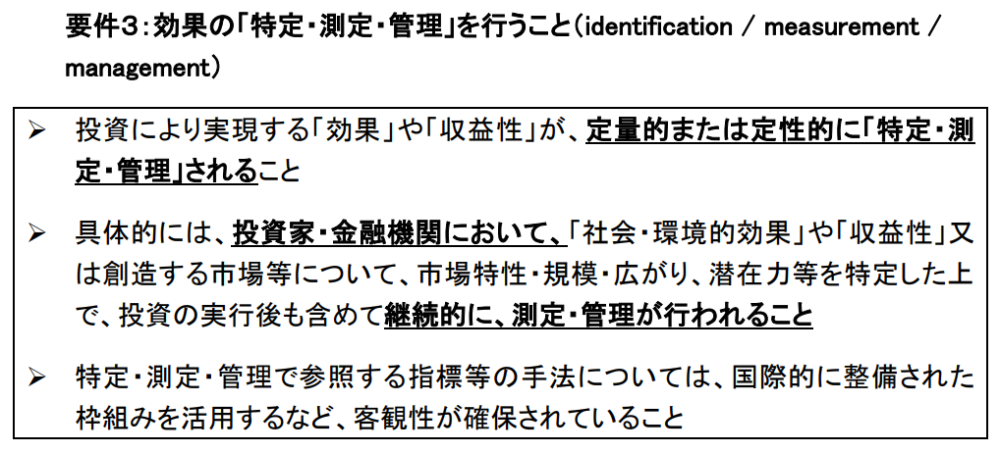 要件３：効果の「特定・測定・管理」を行うこと（identification / measurement /
management）
➢ 投資により実現する「効果」や「収益性」が、定量的または定性的に「特定・測
定・管理」されること
➢ 具体的には、投資家・金融機関において、「社会・環境的効果」や「収益性」又
は創造する市場等について、市場特性・規模・広がり、潜在力等を特定した上
で、投資の実行後も含めて継続的に、測定・管理が行われること
➢ 特定・測定・管理で参照する指標等の手法については、国際的に整備された
枠組みを活用するなど、客観性が確保されていること